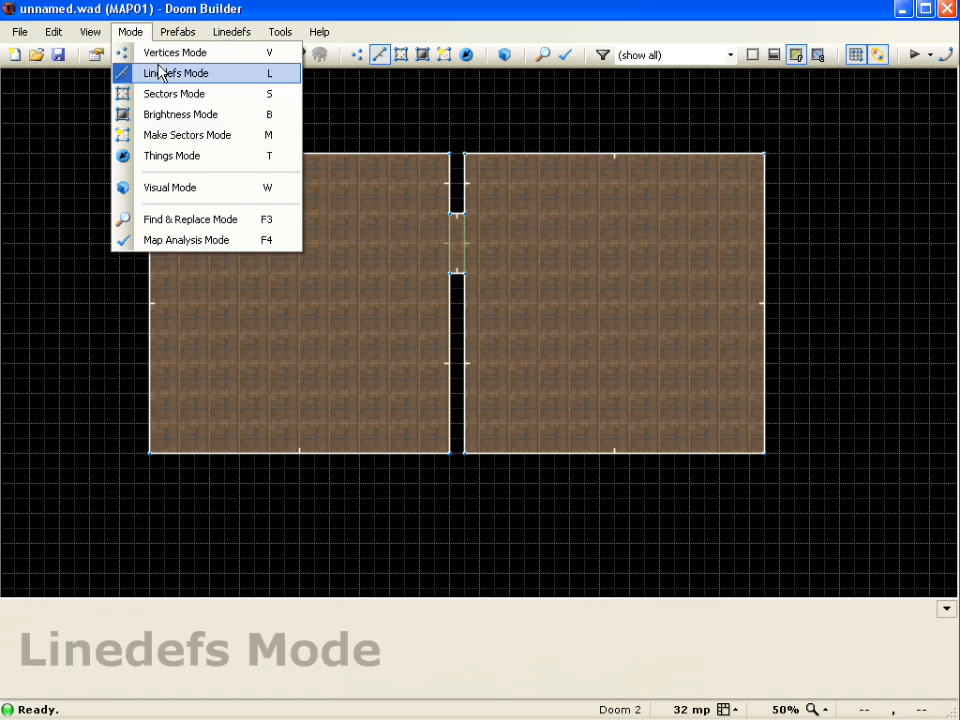 unnamed.wad (MAP01) - Doom Builder
File Edit View Mode Prefabs Linedefs Tools Help
(show all)
Vertices Mode V
Linedefs Mode L
Sectors Mode S
Brightness Mode B
Make Sectors Mode M
Things Mode T
Visual Mode W
Find & Replace Mode F3
Map Analysis Mode F4
Linedefs Mode
Ready. Doom 2 32 mp 50% -- , --